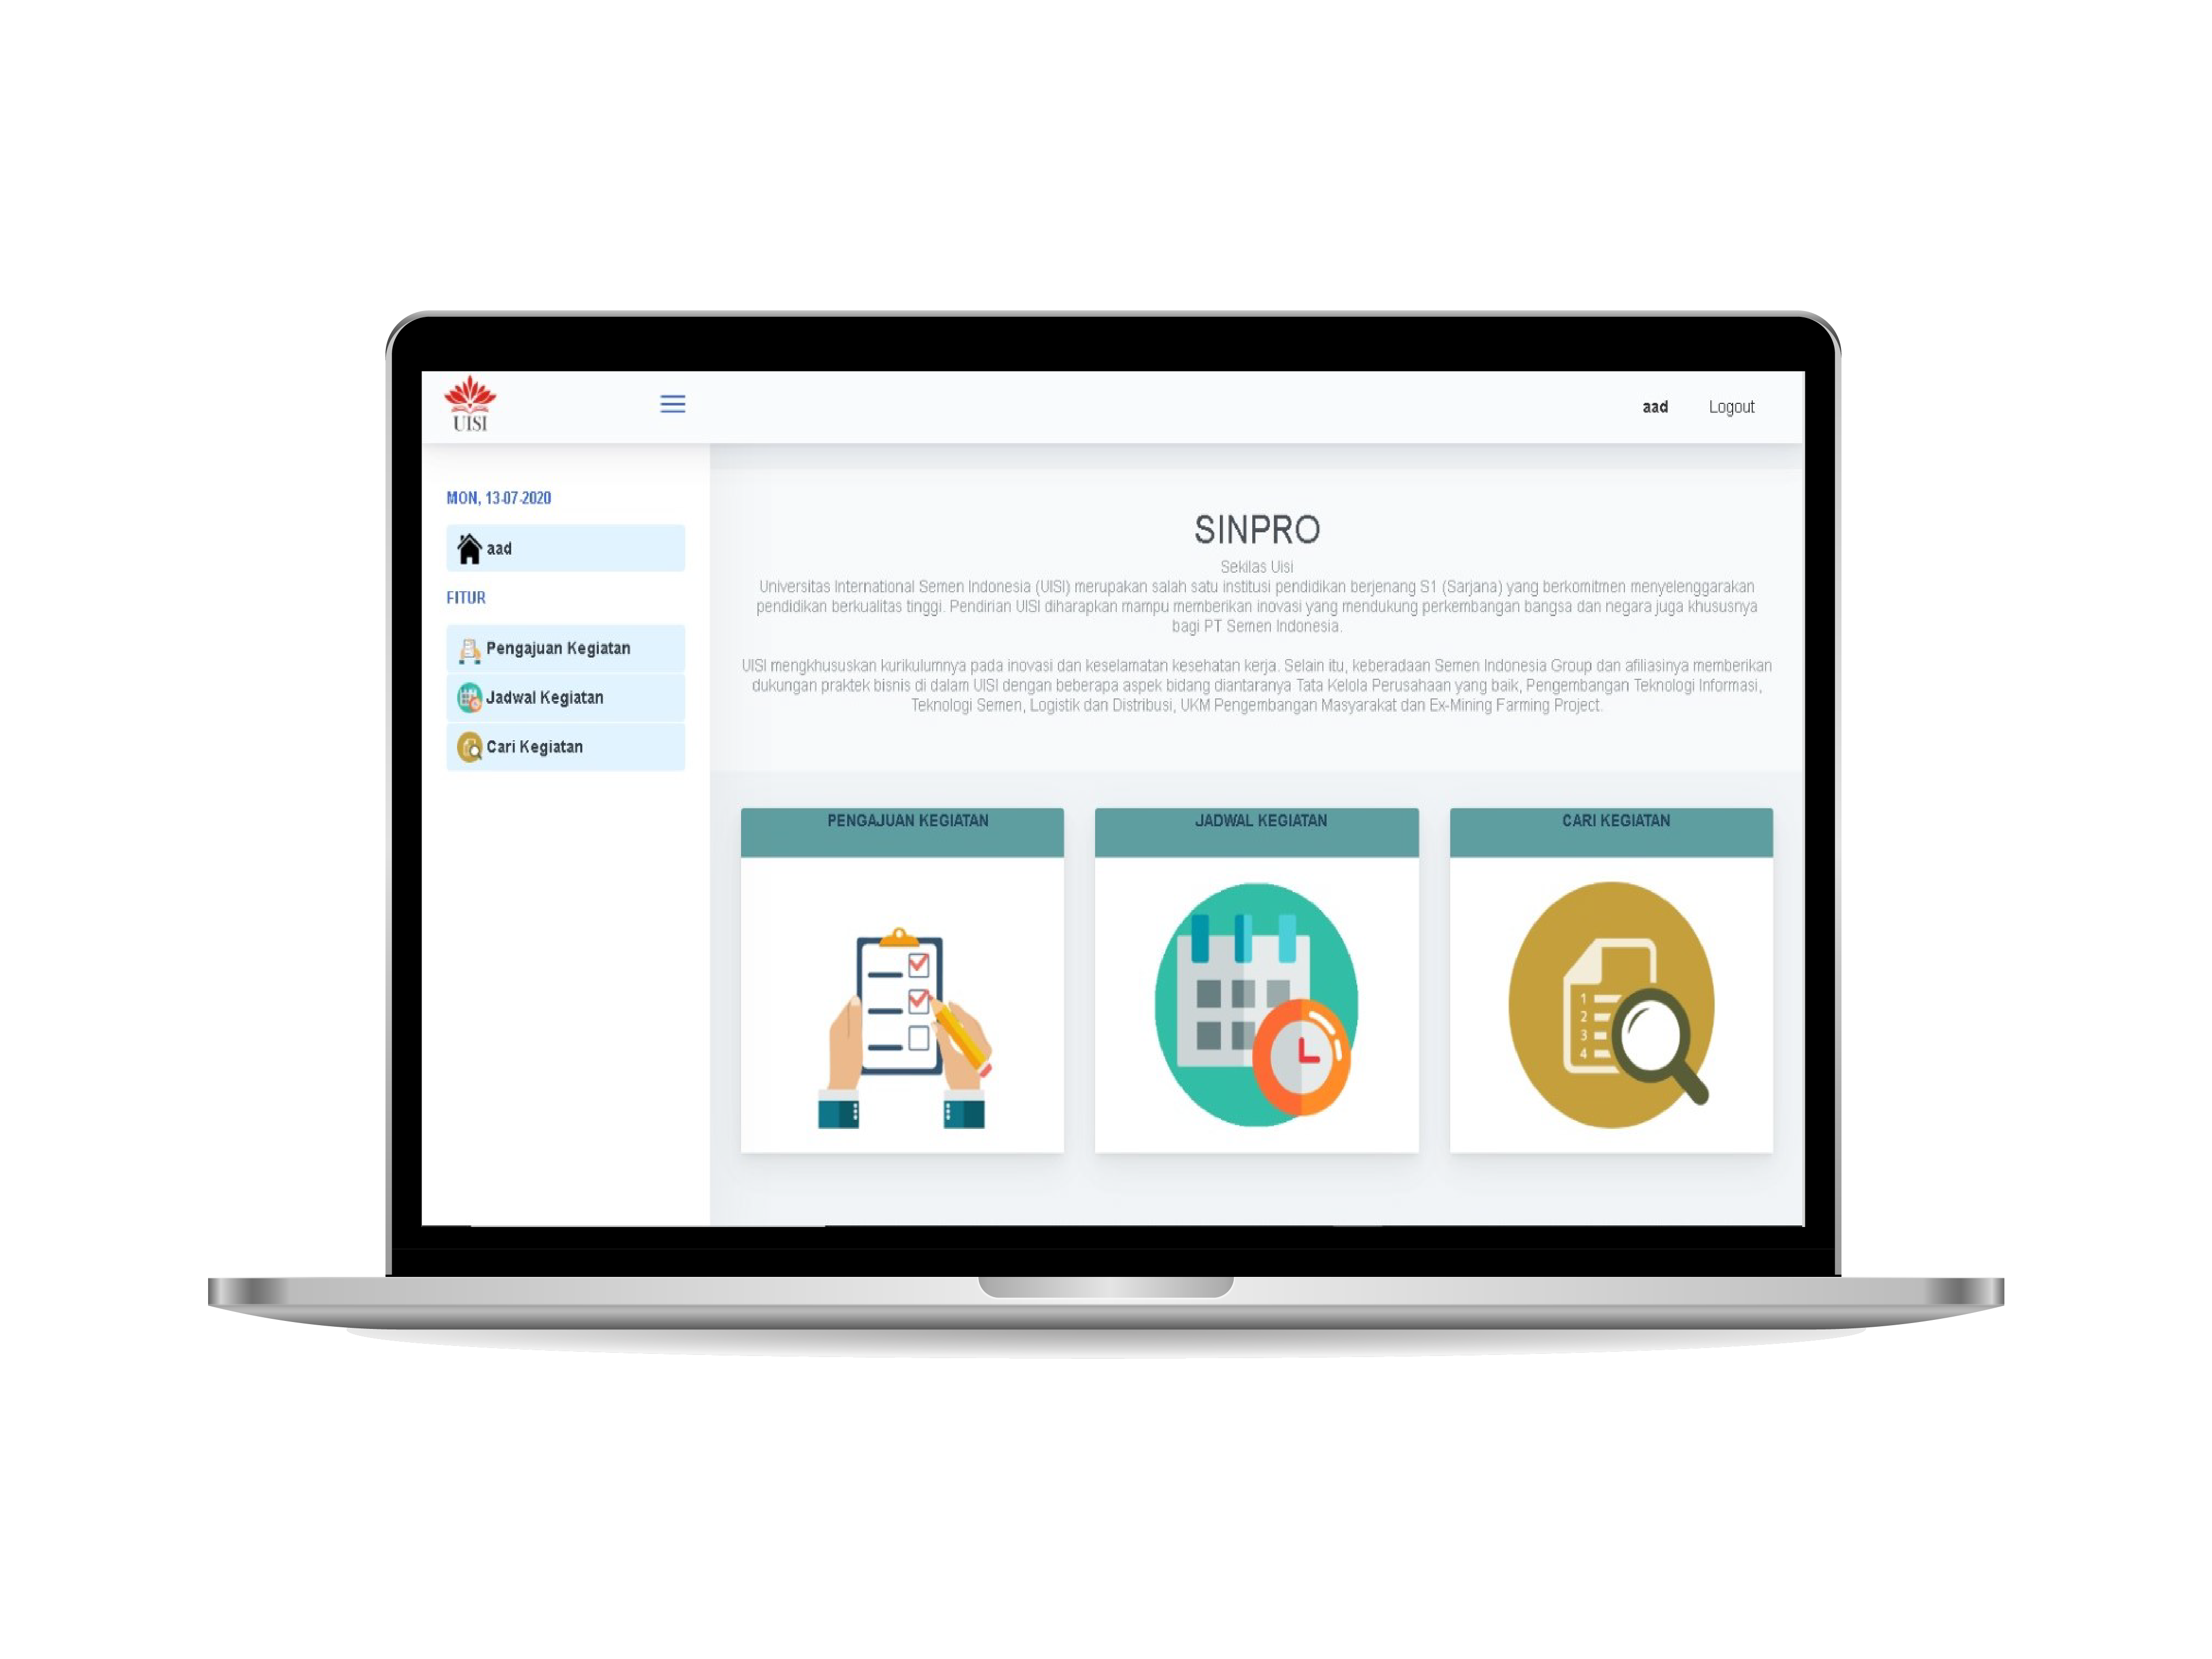 UISI
aad Logout
MON, 13-07-2020
aad
FITUR
Pengajuan Kegiatan
Jadwal Kegiatan
Cari Kegiatan
SINPRO
Sekilas Uisi
Universitas International Semen Indonesia (UISI) merupakan salah satu institusi pendidikan berjenang S1 (Sarjana) yang berkomitmen menyelenggarakan
pendidikan berkualitas tinggi. Pendirian UISI diharapkan mampu memberikan inovasi yang mendukung perkembangan bangsa dan negara juga khususnya
bagi PT Semen Indonesia.
UISI mengkhususkan kurikulumnya pada inovasi dan keselamatan kesehatan kerja. Selain itu, keberadaan Semen Indonesia Group dan afiliasinya memberikan
dukungan praktek bisnis di dalam UISI dengan beberapa aspek bidang diantaranya Tata Kelola Perusahaan yang baik, Pengembangan Teknologi Informasi,
Teknologi Semen, Logistik dan Distribusi, UKM Pengembangan Masyarakat dan Ex-Mining Farming Project.
PENGAJUAN KEGIATAN
JADWAL KEGIATAN
CARI KEGIATAN
1
2
3
4